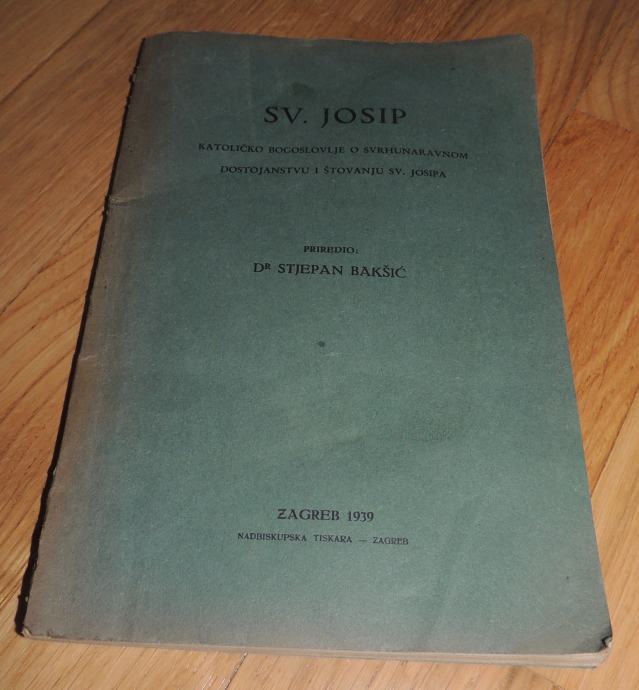 SV. JOSIP
KATOLIČKO BOGOSLOVLJE O SVRHUNARAVNOM
DOSTOJANSTVU I ŠTOVANJU SV. JOSIPA
PRIREDIO:
DR STJEPAN BAKŠIĆ
ZAGREB 1939
NADBISKUPSKA TISKARA — ZAGREB